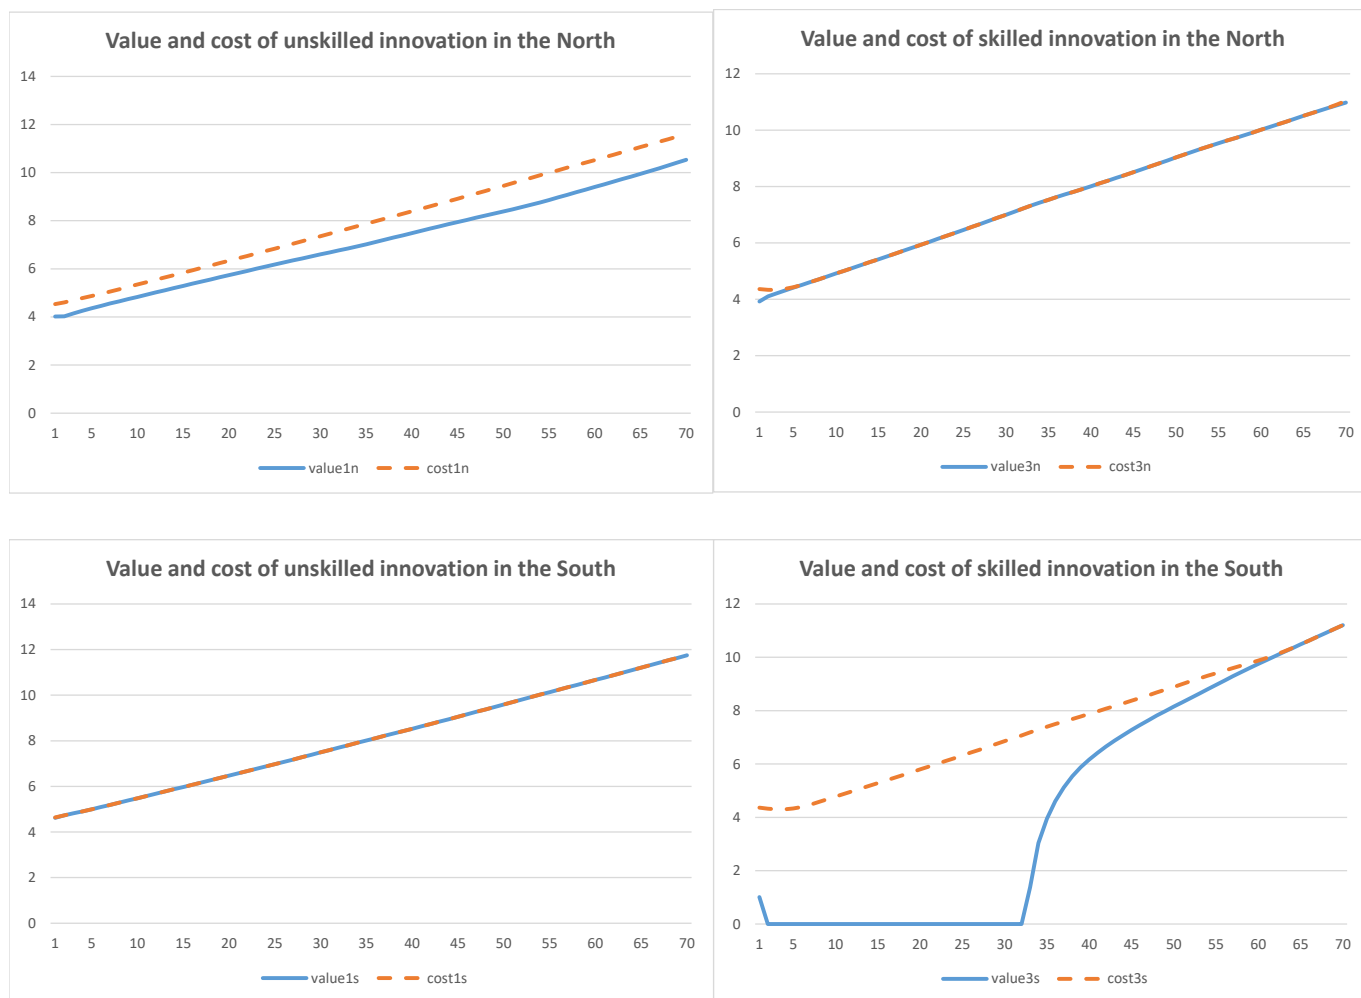 Value and cost of unskilled innovation in the North
14
12
10
8
6
4
2
0
1 5 10 15 20 25 30 35 40 45 50 55 60 65 70
value1n cost1n
Value and cost of skilled innovation in the North
12
10
8
6
4
2
0
1 5 10 15 20 25 30 35 40 45 50 55 60 65 70
value3n cost3n
Value and cost of unskilled innovation in the South
14
12
10
8
6
4
2
0
1 5 10 15 20 25 30 35 40 45 50 55 60 65 70
value1s cost1s
Value and cost of skilled innovation in the South
12
10
8
6
4
2
0
1 5 10 15 20 25 30 35 40 45 50 55 60 65 70
value3s cost3s